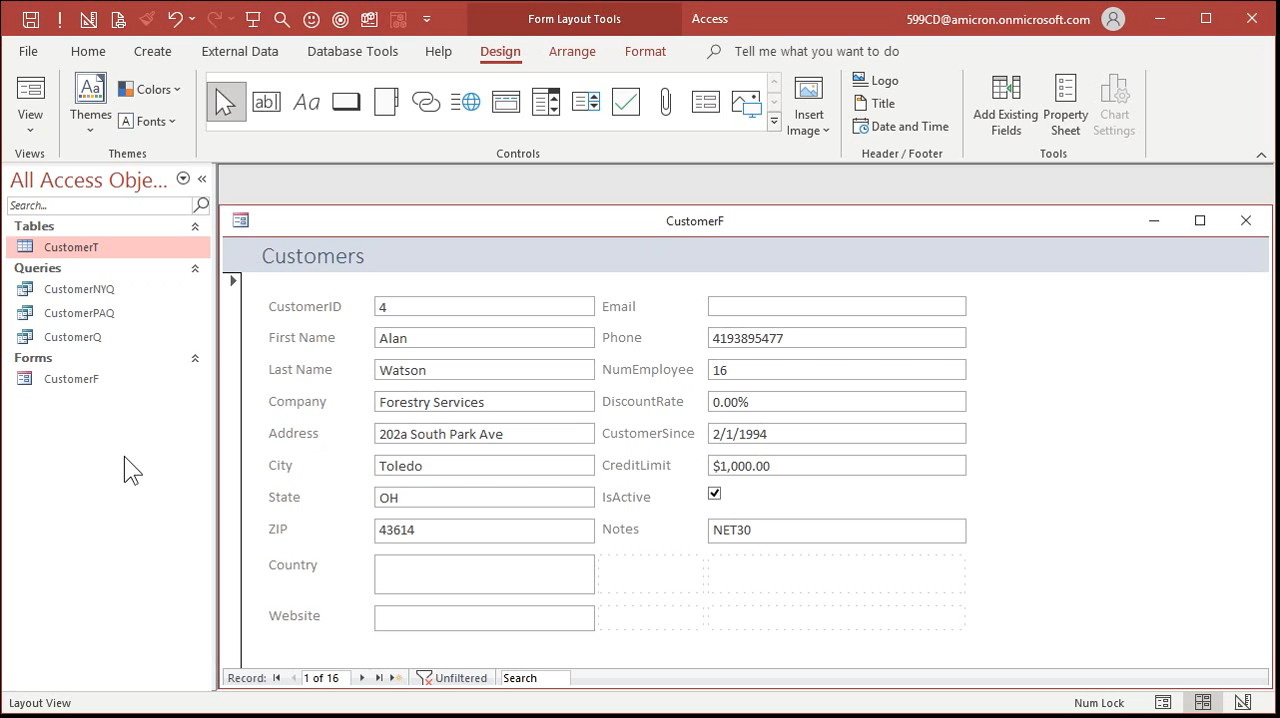 Form Layout Tools
Access
599CD@amicron.onmicrosoft.com
File
Home
Create
External Data
Database Tools
Help
Design
Arrange
Format
Tell me what you want to do
View
Aa
Themes
Colors
A Fonts
Views
Themes
ab|
Aa
Controls
Insert
Image
Logo
Title
Date and Time
Header / Footer
Add Existing
Fields
Property
Sheet
Chart
Settings
Tools
All Access Obje...
Search...
Tables
CustomerT
Queries
CustomerNYQ
CustomerPAQ
CustomerQ
Forms
CustomerF
CustomerF
Customers
CustomerID 4
First Name Alan
Last Name Watson
Company Forestry Services
Address 202a South Park Ave
City Toledo
State OH
ZIP 43614
Country
Website
Email
Phone 4193895477
NumEmployee 16
DiscountRate 0.00%
CustomerSince 2/1/1994
CreditLimit $1,000.00
IsActive
Notes NET30
Record: 1 of 16 Unfiltered Search
Layout View
Num Lock